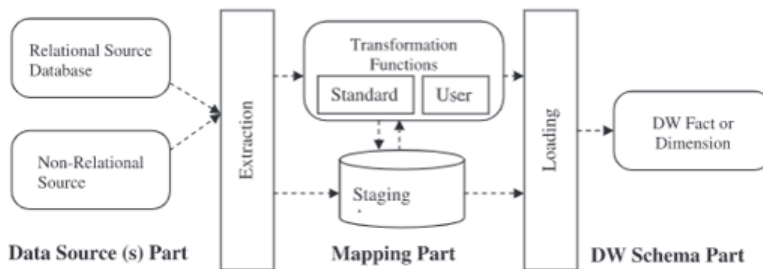 Relational Source
Database
Non-Relational
Source
Extraction
Transformation
Functions
Standard
User
Staging
Loading
DW Fact or
Dimension
Data Source (s) Part
Mapping Part
DW Schema Part